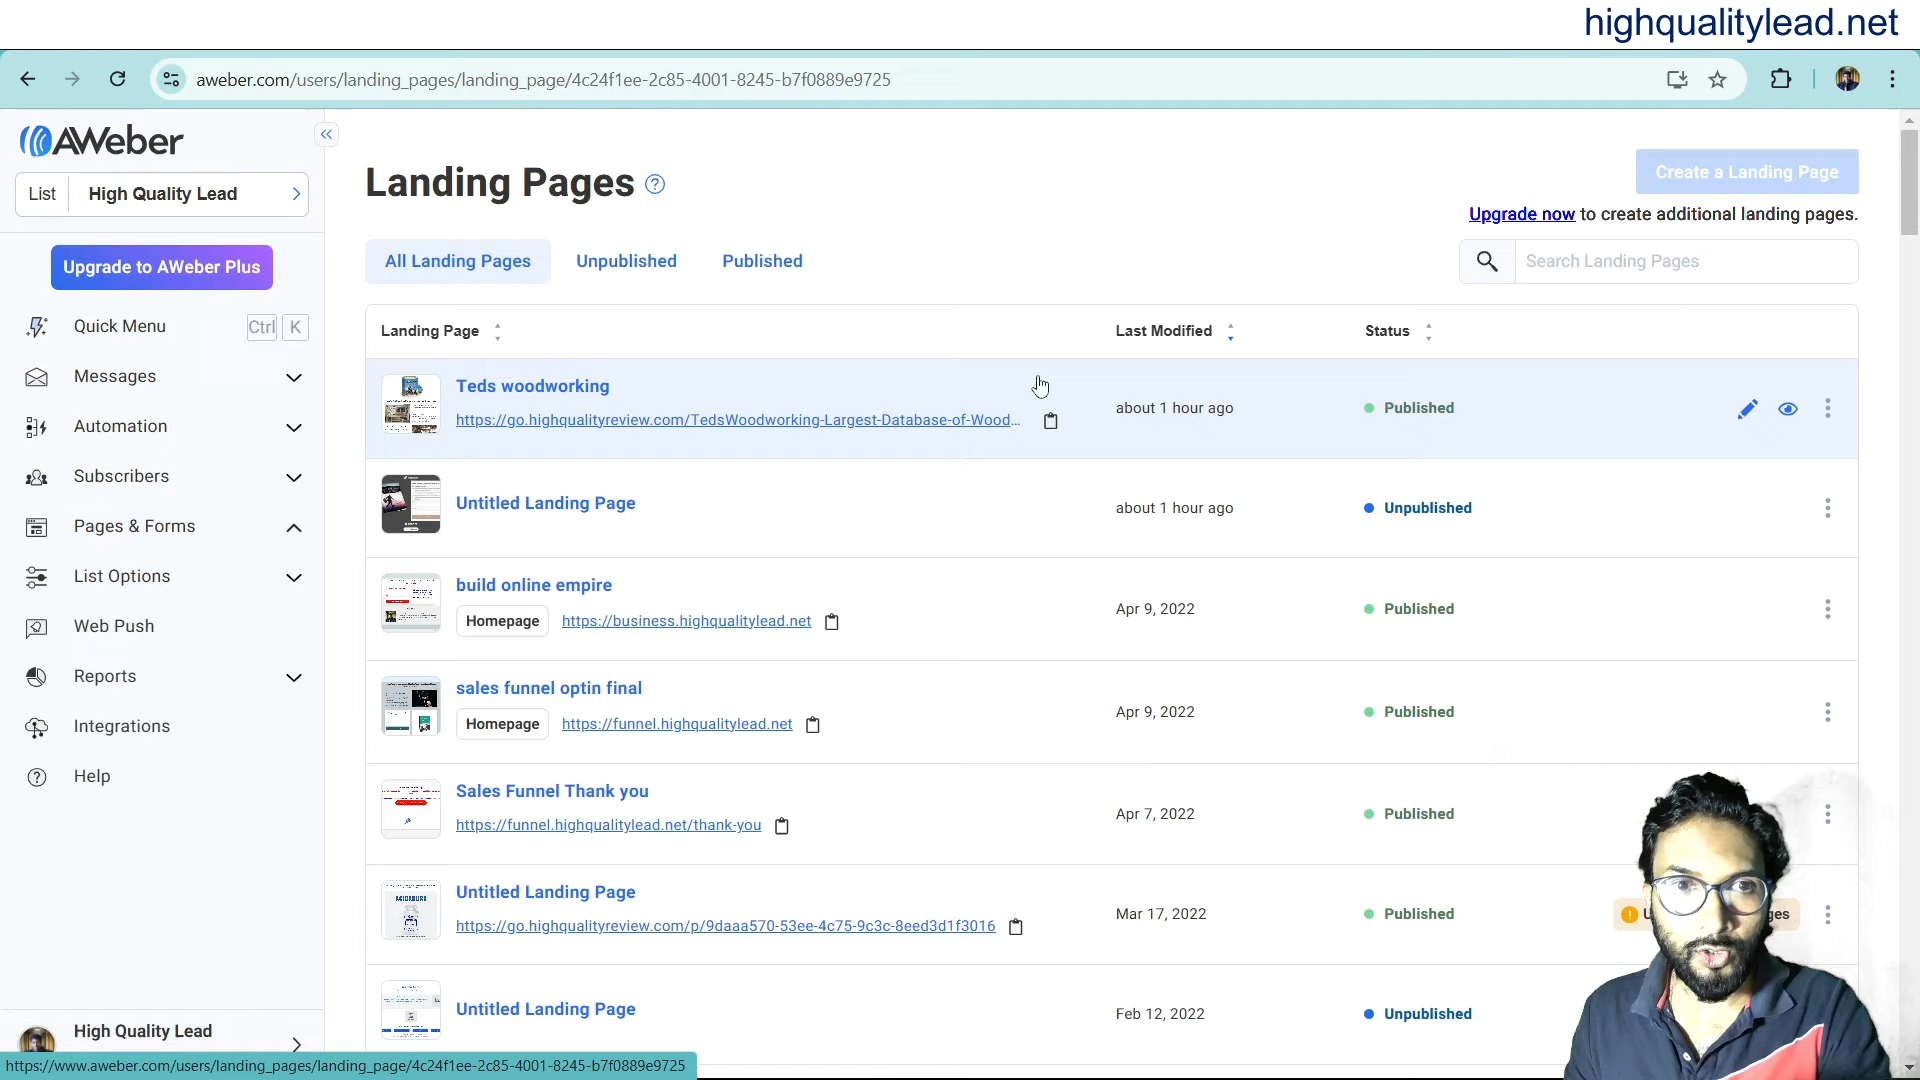 highqualitylead.net
aweber.com/users/landing_pages/landing_page/4c24f1ee-2c85-4001-8245-b7f0889e9725
AWeber
List High Quality Lead
Upgrade to AWeber Plus
Quick Menu Ctrl K
Messages
Automation
Subscribers
Pages & Forms
List Options
Web Push
Reports
Integrations
Help
High Quality Lead
Landing Pages ?
Create a Landing Page
Upgrade now to create additional landing pages.
All Landing Pages Unpublished Published
Search Landing Pages
Landing Page Last Modified Status
Teds woodworking
https://go.highqualityreview.com/TedsWoodworking-Largest-Database-of-Wood...
about 1 hour ago Published
Untitled Landing Page about 1 hour ago Unpublished
build online empire
Homepage https://business.highqualitylead.net
Apr 9, 2022 Published
sales funnel optin final
Homepage https://funnel.highqualitylead.net
Apr 9, 2022 Published
Sales Funnel Thank you
https://funnel.highqualitylead.net/thank-you
Apr 7, 2022 Published
Untitled Landing Page
https://go.highqualityreview.com/p/9daaa570-53ee-4c75-9c3c-8eed3d1f3016
Mar 17, 2022 Published
Untitled Landing Page Feb 12, 2022 Unpublished
https://www.aweber.com/users/landing_pages/landing_page/4c24f1ee-2c85-4001-8245-b7f0889e9725